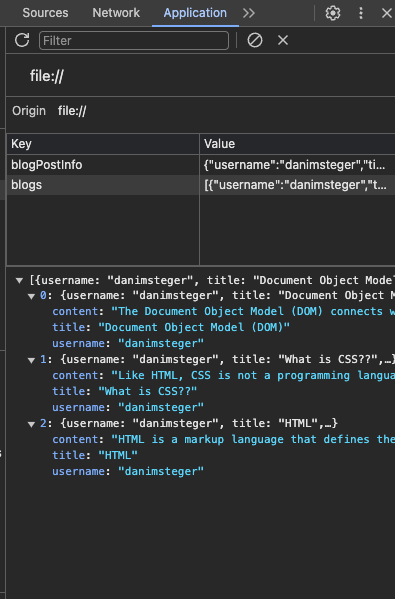 Sources Network Application
Filter
file://
Origin file://
Key Value
blogPostInfo {"username":"danimsteger","ti...
blogs [{"username":"danimsteger","t...
[{username: "danimsteger", title: "Document Object Model
0: {username: "danimsteger", title: "Document Object M
content: "The Document Object Model (DOM) connects w
title: "Document Object Model (DOM)"
username: "danimsteger"
1: {username: "danimsteger", title: "What is CSS??",…}
content: "Like HTML, CSS is not a programming langua
title: "What is CSS??"
username: "danimsteger"
2: {username: "danimsteger", title: "HTML",…}
content: "HTML is a markup language that defines the
title: "HTML"
username: "danimsteger"